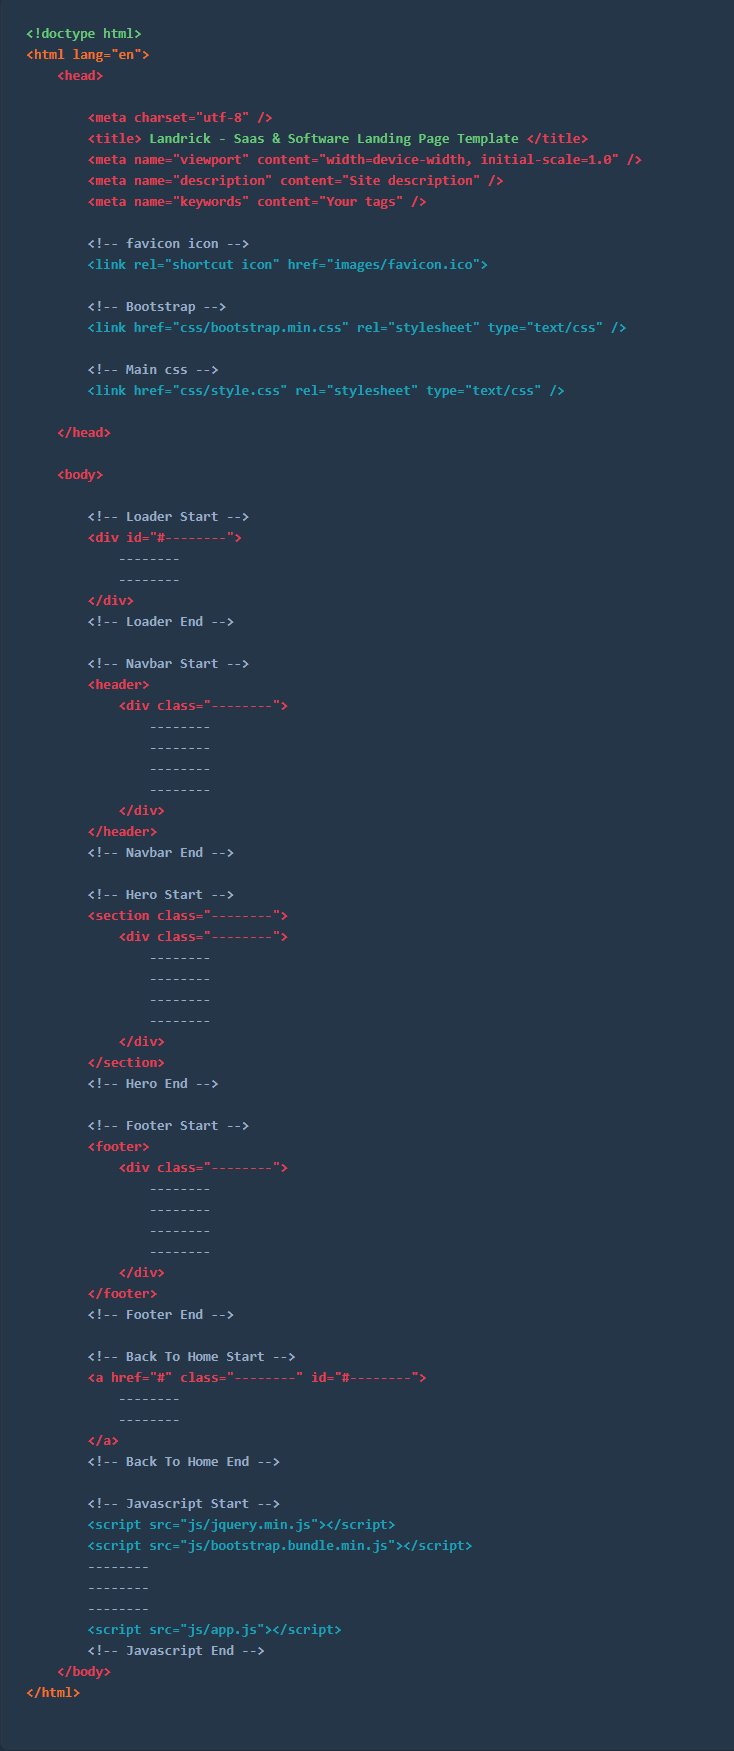 <!doctype html>
<html lang="en">
    <head>

        <meta charset="utf-8" />
        <title> Landrick - Saas & Software Landing Page Template </title>
        <meta name="viewport" content="width=device-width, initial-scale=1.0" />
        <meta name="description" content="Site description" />
        <meta name="keywords" content="Your tags" />

        <!-- favicon icon -->
        <link rel="shortcut icon" href="images/favicon.ico">

        <!-- Bootstrap -->
        <link href="css/bootstrap.min.css" rel="stylesheet" type="text/css" />

        <!-- Main css -->
        <link href="css/style.css" rel="stylesheet" type="text/css" />

    </head>

    <body>

        <!-- Loader Start -->
        <div id="#--------">
            --------
            --------
        </div>
        <!-- Loader End -->

        <!-- Navbar Start -->
        <header>
            <div class="--------">
                --------
                --------
                --------
                --------
            </div>
        </header>
        <!-- Navbar End -->

        <!-- Hero Start -->
        <section class="--------">
            <div class="--------">
                --------
                --------
                --------
                --------
            </div>
        </section>
        <!-- Hero End -->

        <!-- Footer Start -->
        <footer>
            <div class="--------">
                --------
                --------
                --------
                --------
            </div>
        </footer>
        <!-- Footer End -->

        <!-- Back To Home Start -->
        <a href="#" class="--------" id="#--------">
            --------
            --------
        </a>
        <!-- Back To Home End -->

        <!-- Javascript Start -->
        <script src="js/jquery.min.js"></script>
        <script src="js/bootstrap.bundle.min.js"></script>
        --------
        --------
        --------
        <script src="js/app.js"></script>
        <!-- Javascript End -->
    </body>
</html>